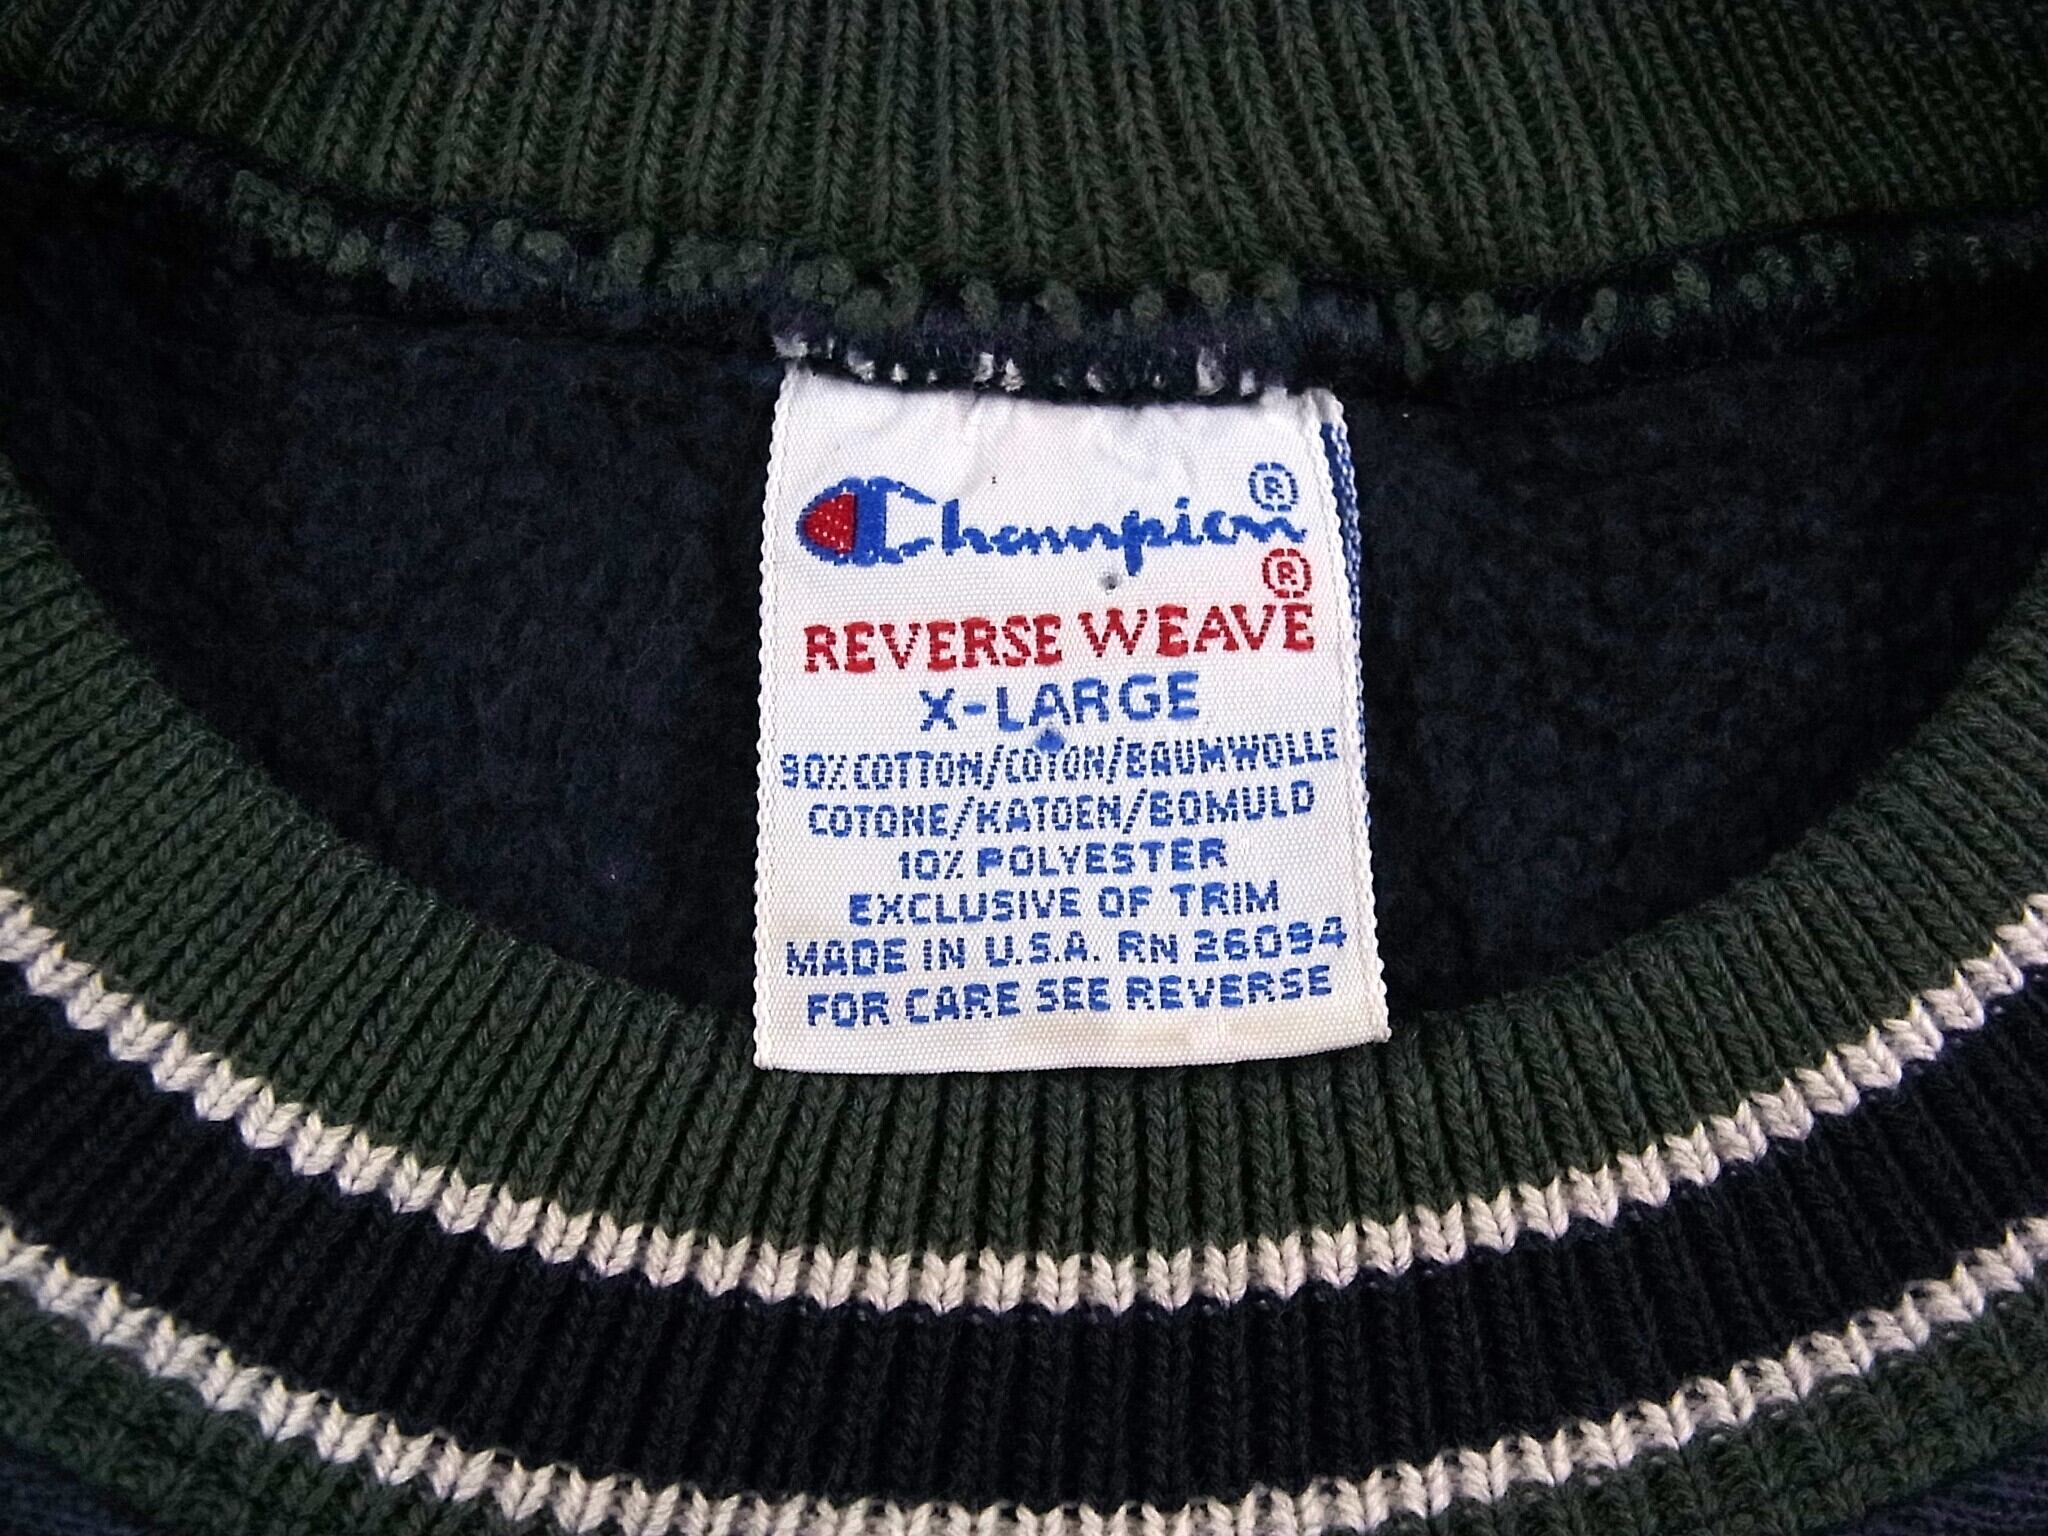 Champion®
®
REVERSE WEAVE
X-LARGE
90% COTTON/COTON/BAUMWOLLE
COTONE/KATOEN/BOMULD
10% POLYESTER
EXCLUSIVE OF TRIM
MADE IN U.S.A. RN 26094
FOR CARE SEE REVERSE